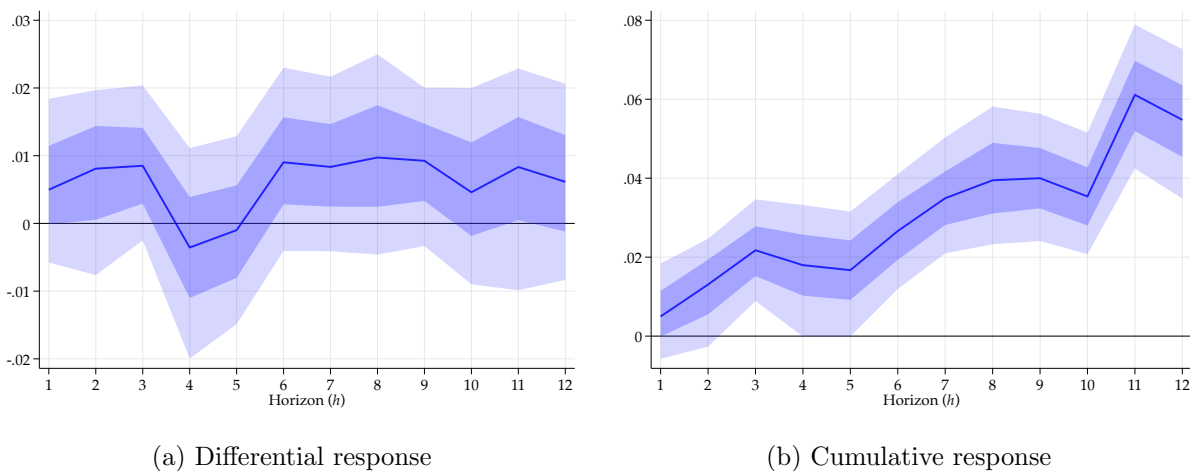 .03
.02
.01
0
-.01
-.02
1 2 3 4 5 6 7 8 9 10 11 12
Horizon (h)
(a) Differential response
.08
.06
.04
.02
0
1 2 3 4 5 6 7 8 9 10 11 12
Horizon (h)
(b) Cumulative response